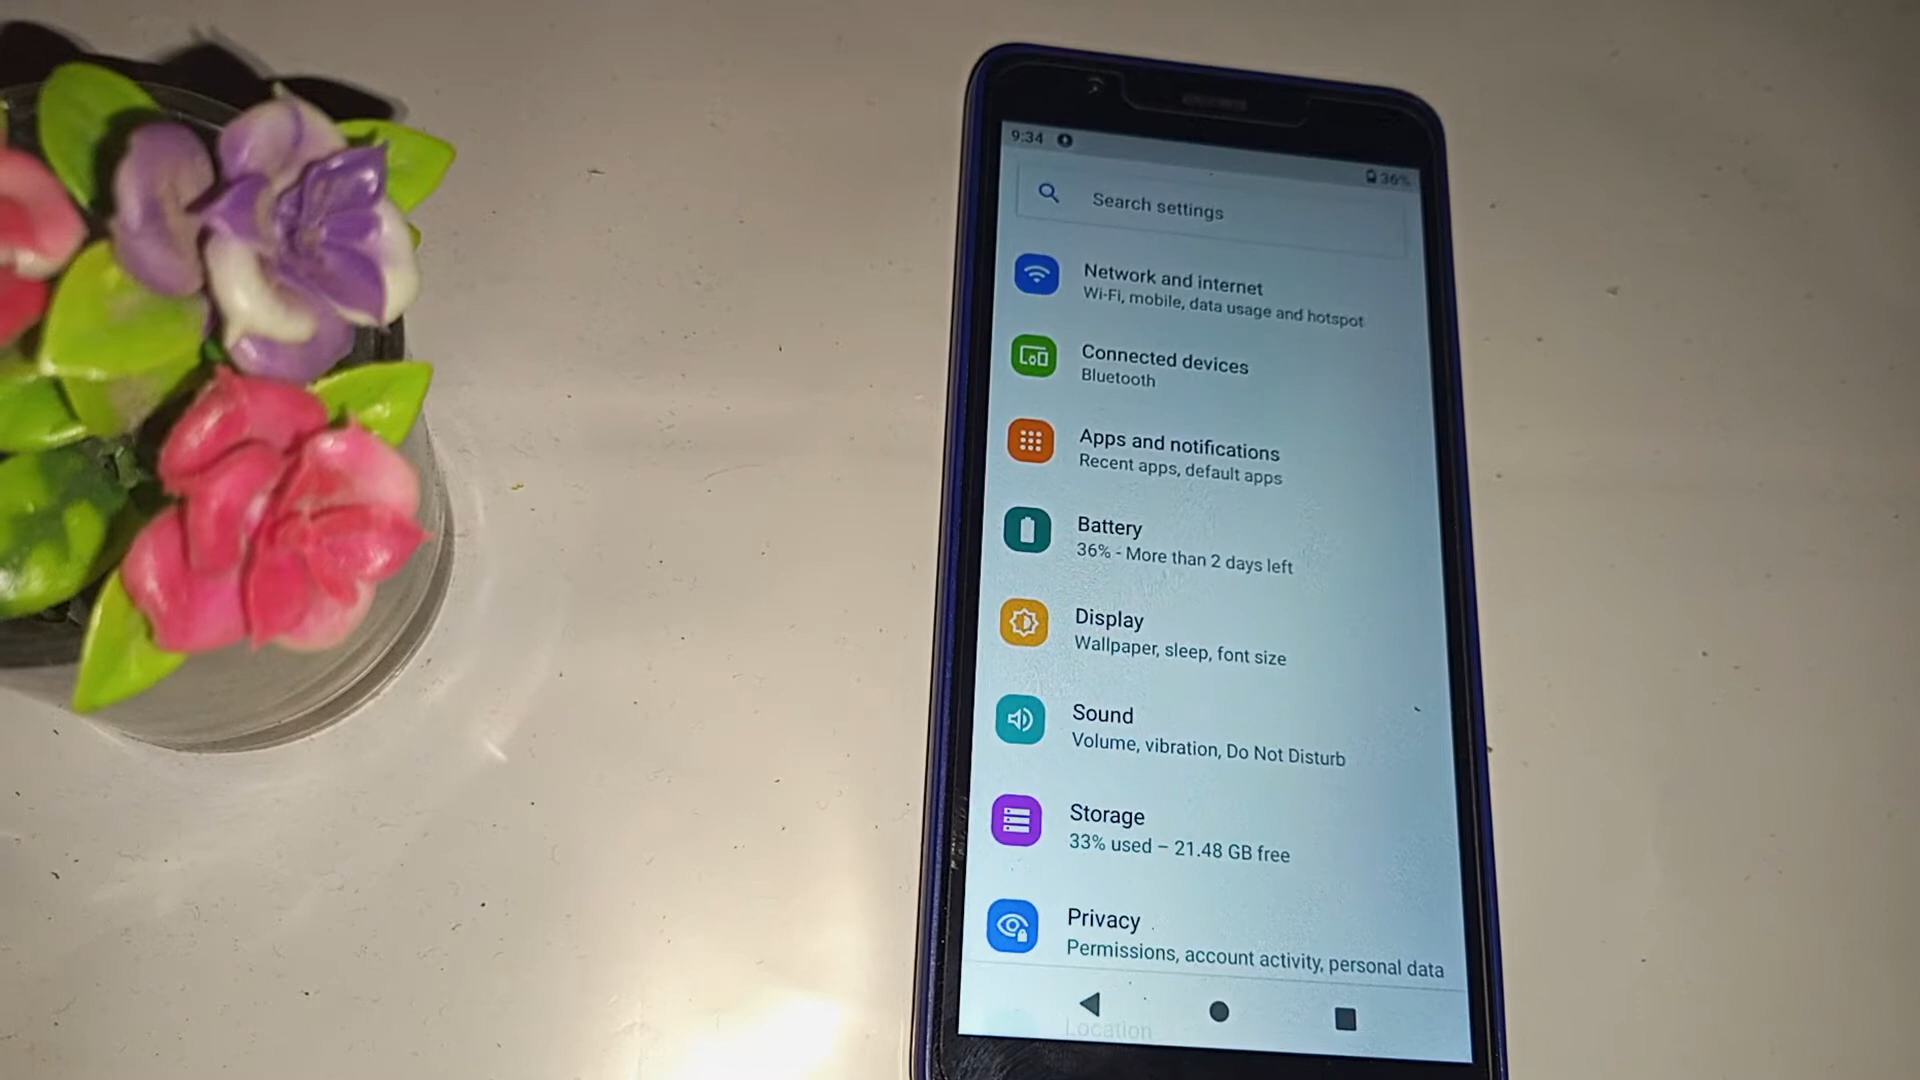 9:34
36%
Search settings
Network and internet
Wi-Fi, mobile, data usage and hotspot
Connected devices
Bluetooth
Apps and notifications
Recent apps, default apps
Battery
36% - More than 2 days left
Display
Wallpaper, sleep, font size
Sound
Volume, vibration, Do Not Disturb
Storage
33% used – 21.48 GB free
Privacy
Permissions, account activity, personal data
Location